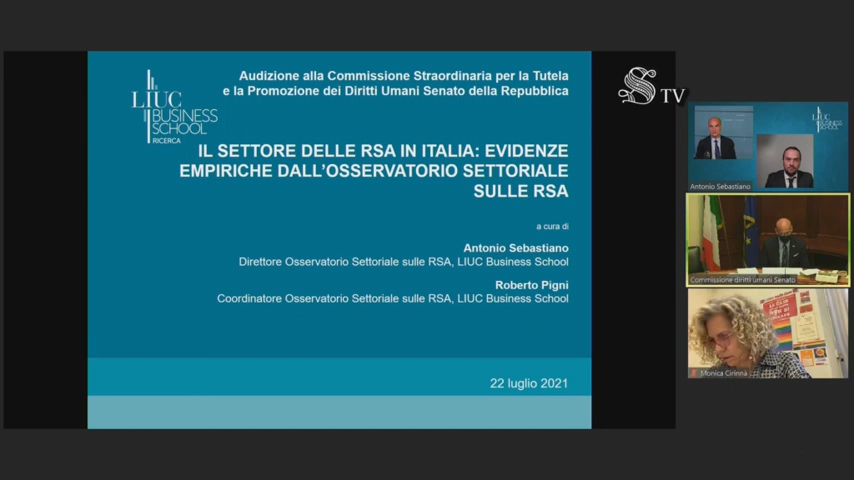 Audizione alla Commissione Straordinaria per la Tutela
e la Promozione dei Diritti Umani Senato della Repubblica
LIUC
BUSINESS
SCHOOL
RICERCA
IL SETTORE DELLE RSA IN ITALIA: EVIDENZE
EMPIRICHE DALL'OSSERVATORIO SETTORIALE
SULLE RSA
a cura di
Antonio Sebastiano
Direttore Osservatorio Settoriale sulle RSA, LIUC Business School
Roberto Pigni
Coordinatore Osservatorio Settoriale sulle RSA, LIUC Business School
22 luglio 2021
S TV
LIUC
BUSINESS
SCHOOL
Antonio Sebastiano
Commissione diritti umani Senato
Monica Cirinnà